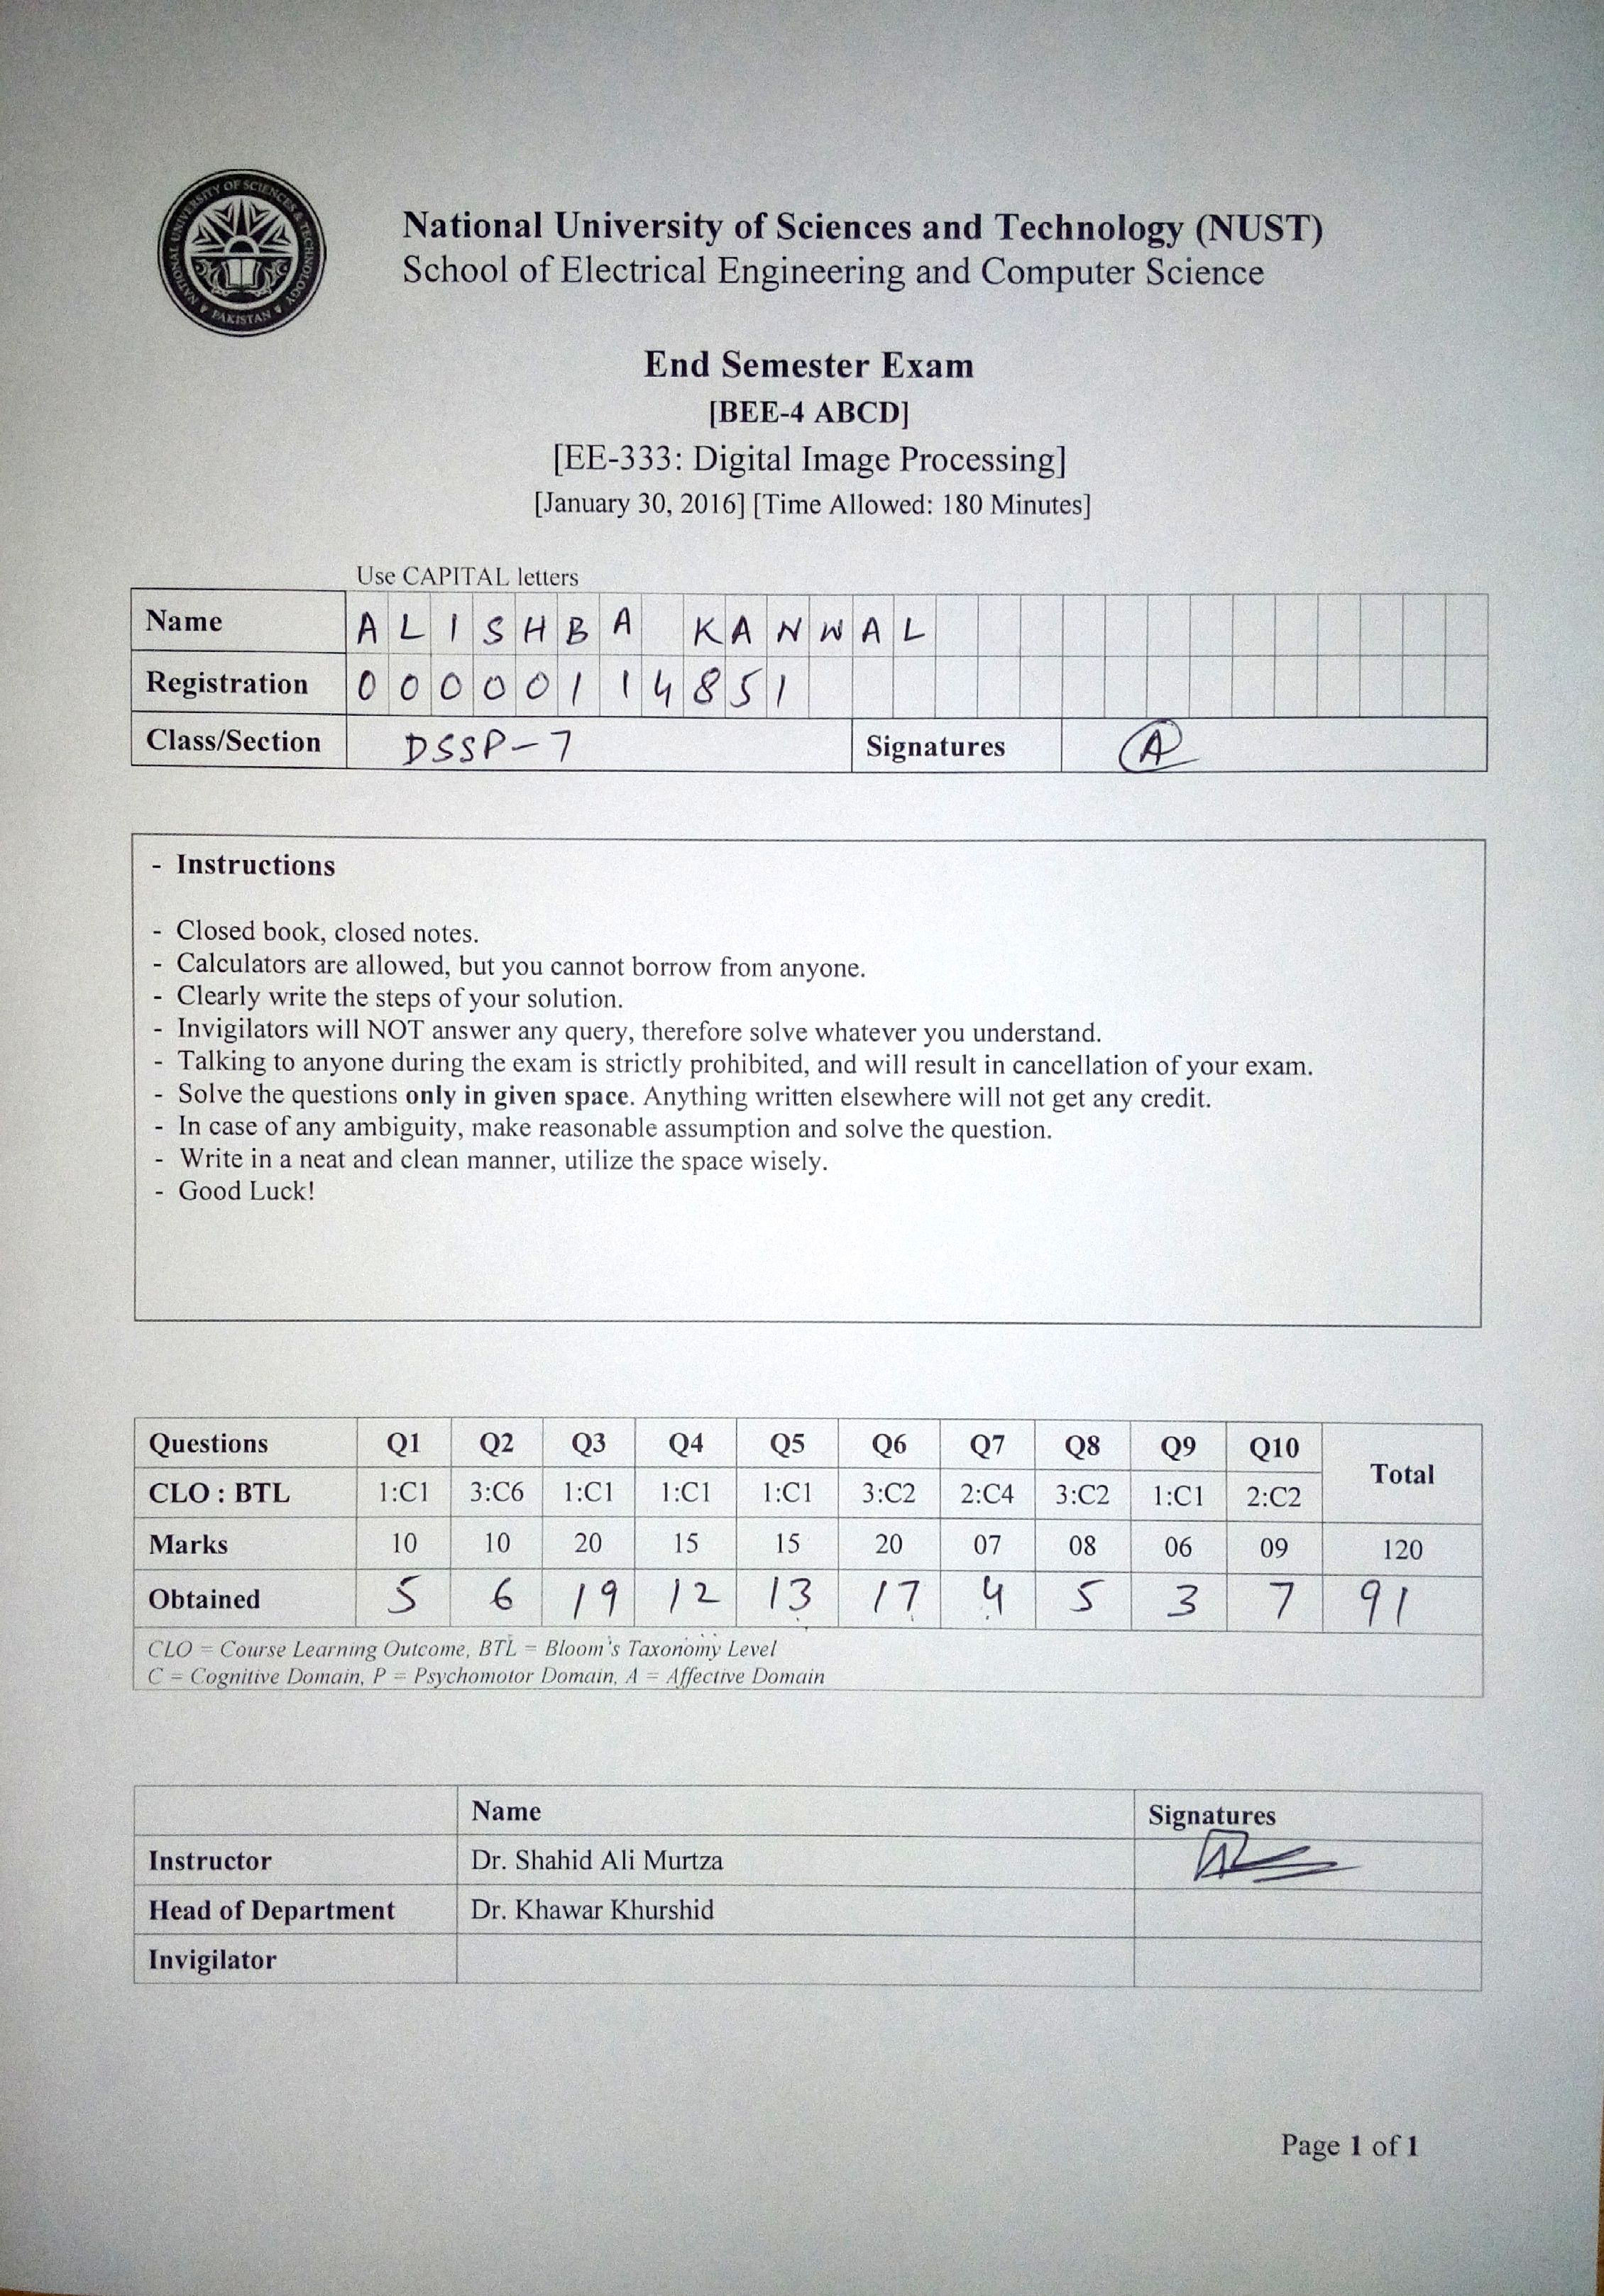 NATIONAL UNIVERSITY OF SCIENCES & TECHNOLOGY
PAKISTAN
National University of Sciences and Technology (NUST)
School of Electrical Engineering and Computer Science
End Semester Exam
[BEE-4 ABCD]
[EE-333: Digital Image Processing]
[January 30, 2016] [Time Allowed: 180 Minutes]
Use CAPITAL letters
Name ALISHBA KANWAL
Registration 00000114851
Class/Section DSSP-7 Signatures A
- Instructions
- Closed book, closed notes.
- Calculators are allowed, but you cannot borrow from anyone.
- Clearly write the steps of your solution.
- Invigilators will NOT answer any query, therefore solve whatever you understand.
- Talking to anyone during the exam is strictly prohibited, and will result in cancellation of your exam.
- Solve the questions only in given space. Anything written elsewhere will not get any credit.
- In case of any ambiguity, make reasonable assumption and solve the question.
- Write in a neat and clean manner, utilize the space wisely.
- Good Luck!
Questions Q1 Q2 Q3 Q4 Q5 Q6 Q7 Q8 Q9 Q10 Total
CLO : BTL 1:C1 3:C6 1:C1 1:C1 1:C1 3:C2 2:C4 3:C2 1:C1 2:C2
Marks 10 10 20 15 15 20 07 08 06 09 120
Obtained 5 6 19 12 13 17 4 5 3 7 91
CLO = Course Learning Outcome, BTL = Bloom's Taxonomy Level
C = Cognitive Domain, P = Psychomotor Domain, A = Affective Domain
Name Signatures
Instructor Dr. Shahid Ali Murtza
Head of Department Dr. Khawar Khurshid
Invigilator
Page 1 of 1